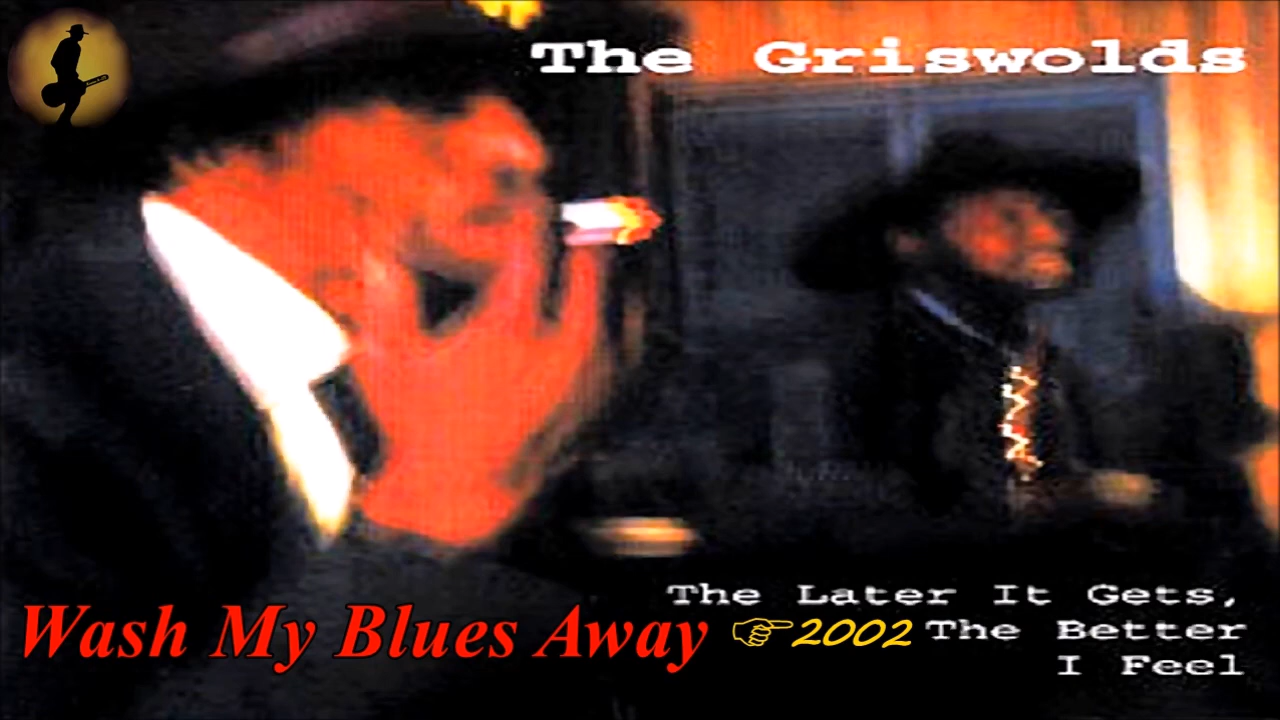 The Griswolds
The Later It Gets,
Wash My Blues Away ☞2002 The Better
I Feel